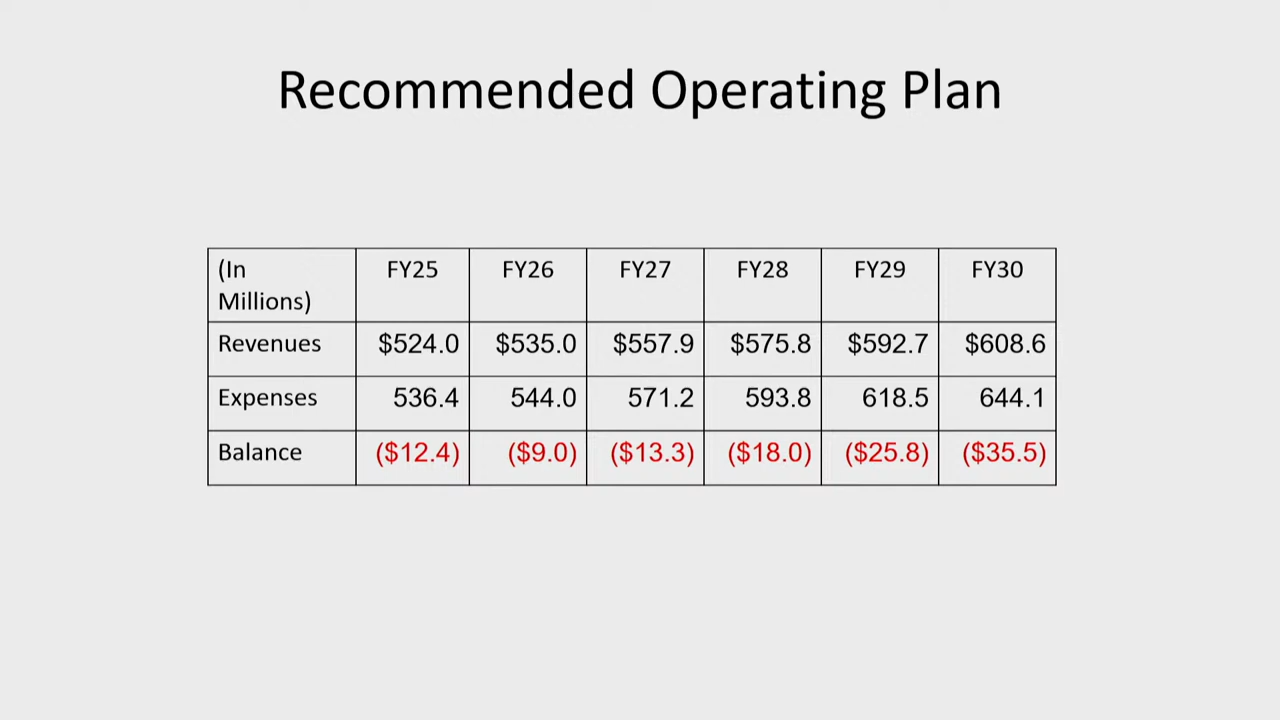 Recommended Operating Plan
(In
Millions) FY25 FY26 FY27 FY28 FY29 FY30
Revenues $524.0 $535.0 $557.9 $575.8 $592.7 $608.6
Expenses 536.4 544.0 571.2 593.8 618.5 644.1
Balance ($12.4) ($9.0) ($13.3) ($18.0) ($25.8) ($35.5)